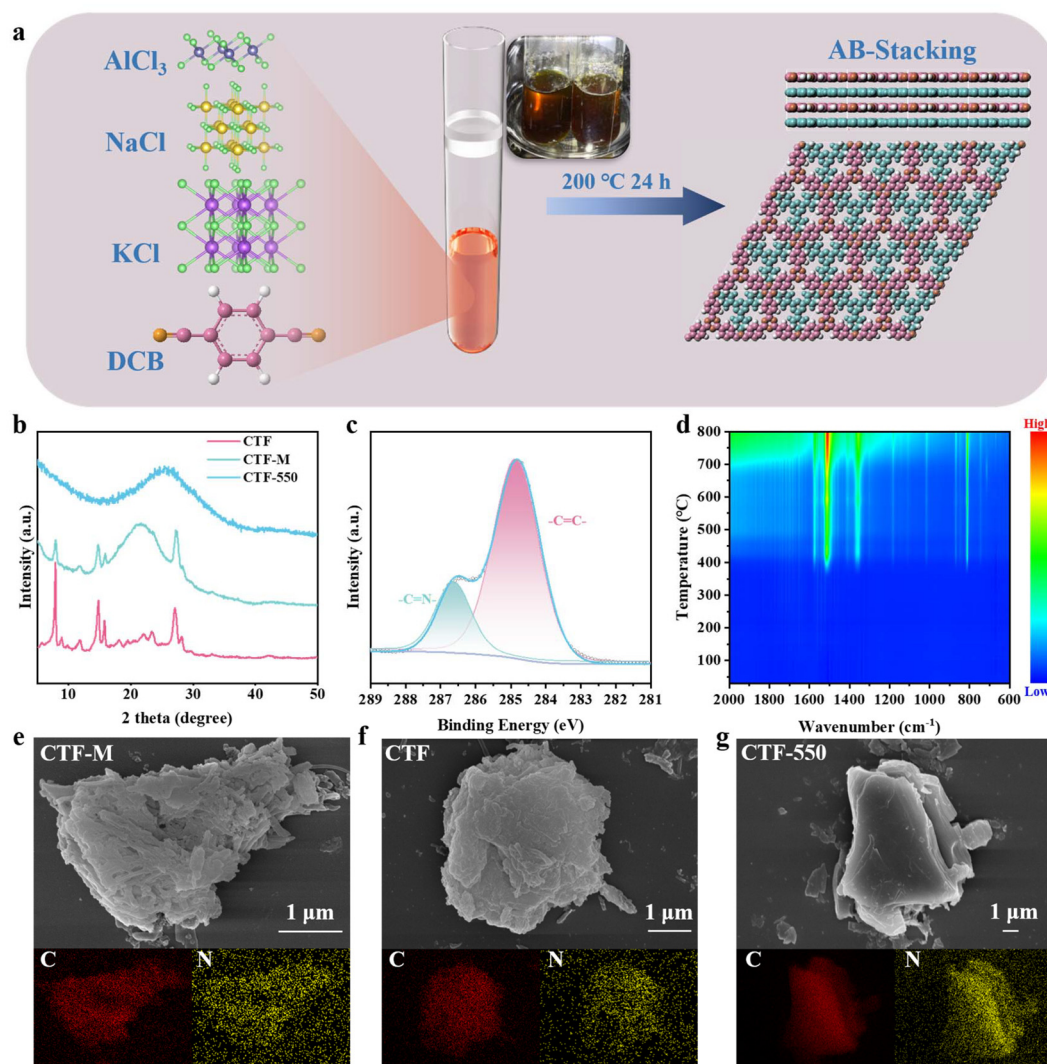 a
AlCl₃
NaCl
KCl
DCB
200 °C 24 h
AB-Stacking
b
CTF
CTF-M
CTF-550
Intensity (a.u.)
10 20 30 40 50
2 theta (degree)
c
-C=C-
-C=N-
Intensity (a.u.)
289 288 287 286 285 284 283 282 281
Binding Energy (eV)
d
800
700
600
500
400
300
200
100
Temperature (°C)
2000 1800 1600 1400 1200 1000 800 600
Wavenumber (cm⁻¹)
High
Low
e
CTF-M
1 μm
C
N
f
CTF
1 μm
C
N
g
CTF-550
1 μm
C
N